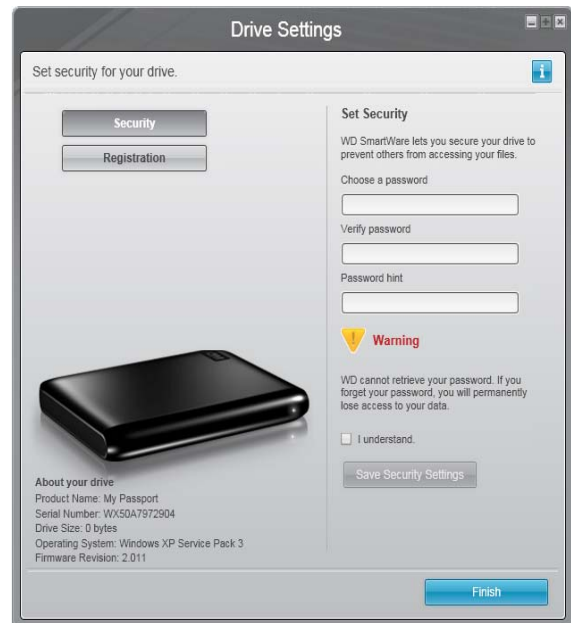 Drive Settings
Set security for your drive.
Security
Registration
About your drive
Product Name: My Passport
Serial Number: WX50A7972904
Drive Size: 0 bytes
Operating System: Windows XP Service Pack 3
Firmware Revision: 2.011
Set Security
WD SmartWare lets you secure your drive to
prevent others from accessing your files.
Choose a password
Verify password
Password hint
Warning
WD cannot retrieve your password. If you
forget your password, you will permanently
lose access to your data.
I understand.
Save Security Settings
Finish